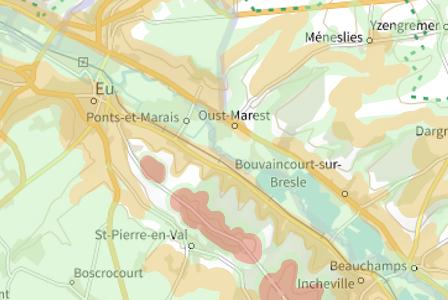 Yzengremer
Méneslies
Eu
Ponts-et-Marais
Oust-Marest
Dargn
Bouvaincourt-sur-
Bresle
St-Pierre-en-Val
Beauchamps
Boscrocourt
Incheville
nt